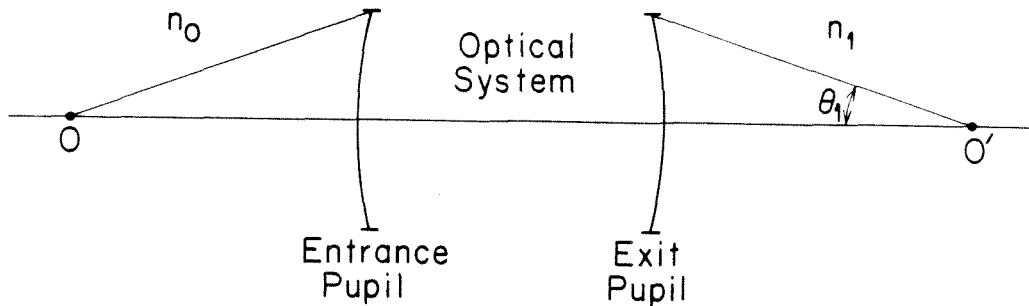 n₀
Optical
System
n₁
θ₁
O
O′
Entrance
Pupil
Exit
Pupil